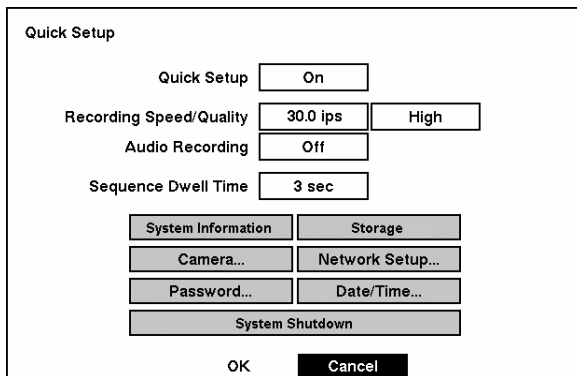 Quick Setup
Quick Setup On
Recording Speed/Quality 30.0 ips High
Audio Recording Off
Sequence Dwell Time 3 sec
System Information Storage
Camera... Network Setup...
Password... Date/Time...
System Shutdown
OK Cancel